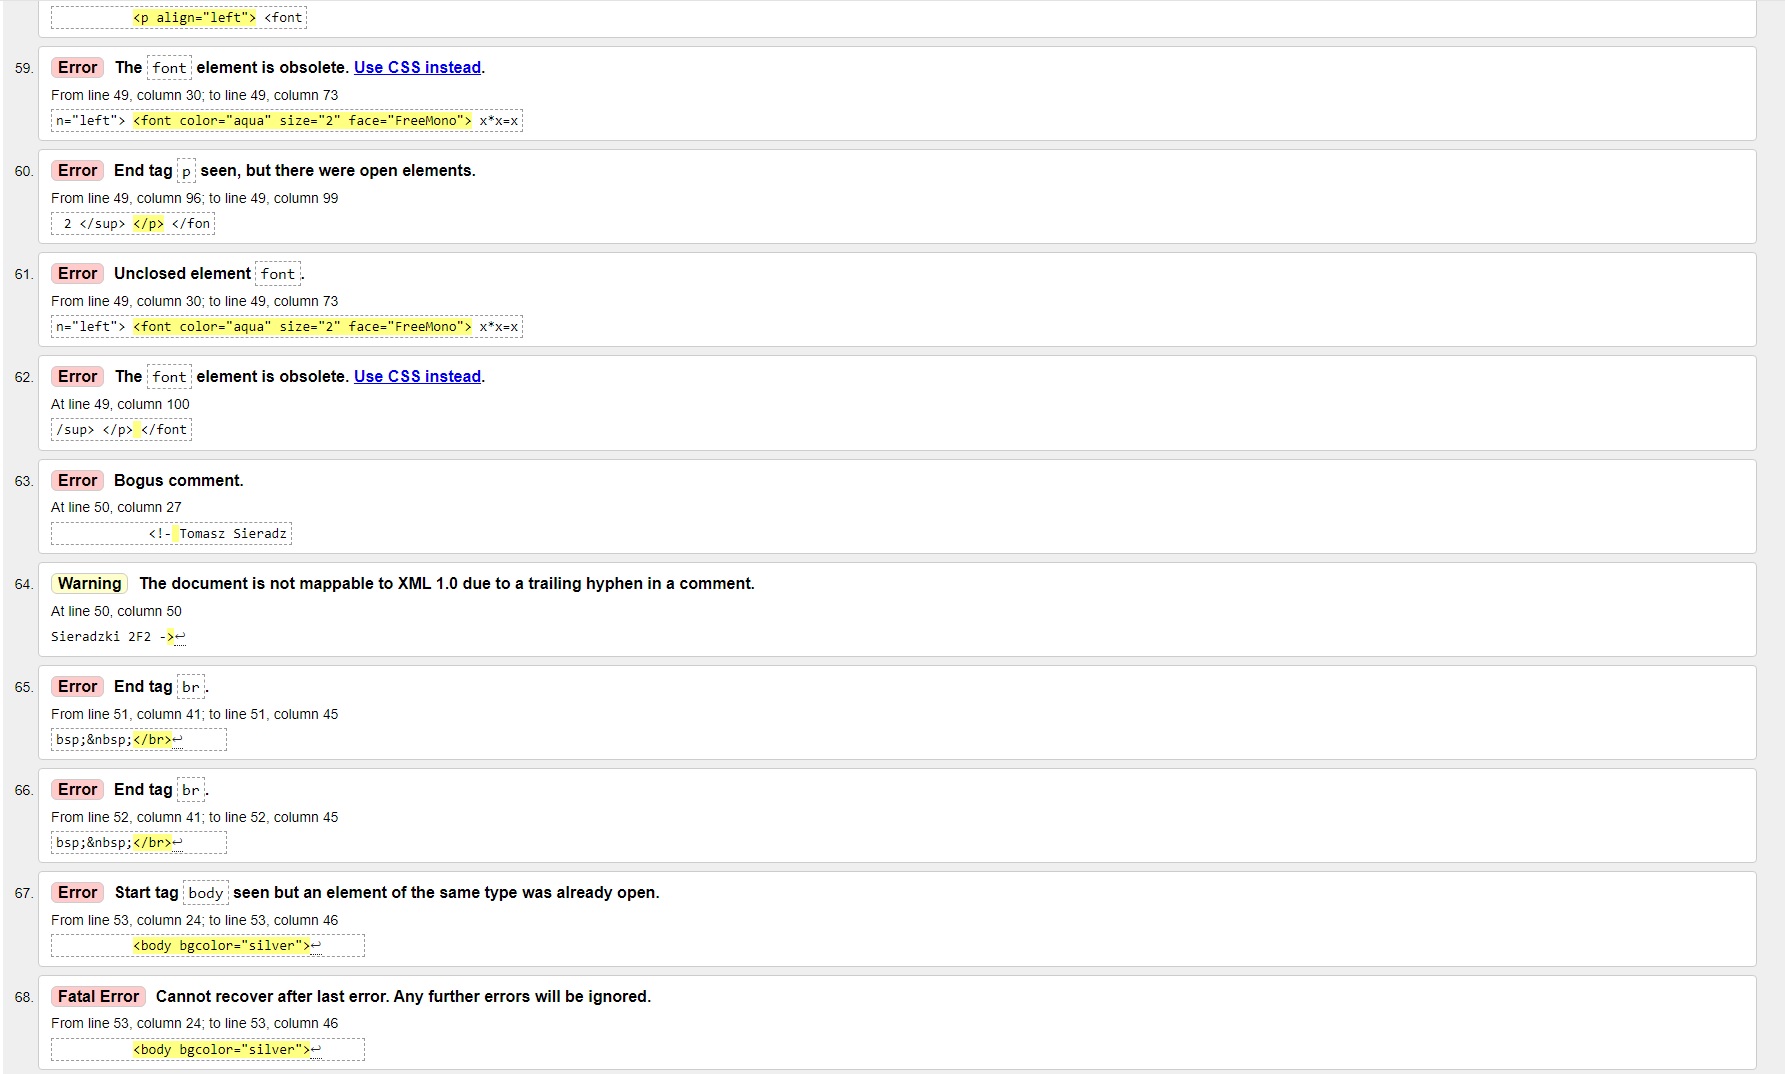 <p align="left"> <font
59. Error The font element is obsolete. Use CSS instead.
From line 49, column 30; to line 49, column 73
n="left"> <font color="aqua" size="2" face="FreeMono"> x*x=x
60. Error End tag p seen, but there were open elements.
From line 49, column 96; to line 49, column 99
2 </sup> </p> </fon
61. Error Unclosed element font.
From line 49, column 30; to line 49, column 73
n="left"> <font color="aqua" size="2" face="FreeMono"> x*x=x
62. Error The font element is obsolete. Use CSS instead.
At line 49, column 100
/sup> </p> </font
63. Error Bogus comment.
At line 50, column 27
<!- Tomasz Sieradz
64. Warning The document is not mappable to XML 1.0 due to a trailing hyphen in a comment.
At line 50, column 50
Sieradzki 2F2 ->↩
65. Error End tag br.
From line 51, column 41; to line 51, column 45
bsp;&nbsp;</br>↩
66. Error End tag br.
From line 52, column 41; to line 52, column 45
bsp;&nbsp;</br>↩
67. Error Start tag body seen but an element of the same type was already open.
From line 53, column 24; to line 53, column 46
<body bgcolor="silver">↩
68. Fatal Error Cannot recover after last error. Any further errors will be ignored.
From line 53, column 24; to line 53, column 46
<body bgcolor="silver">↩